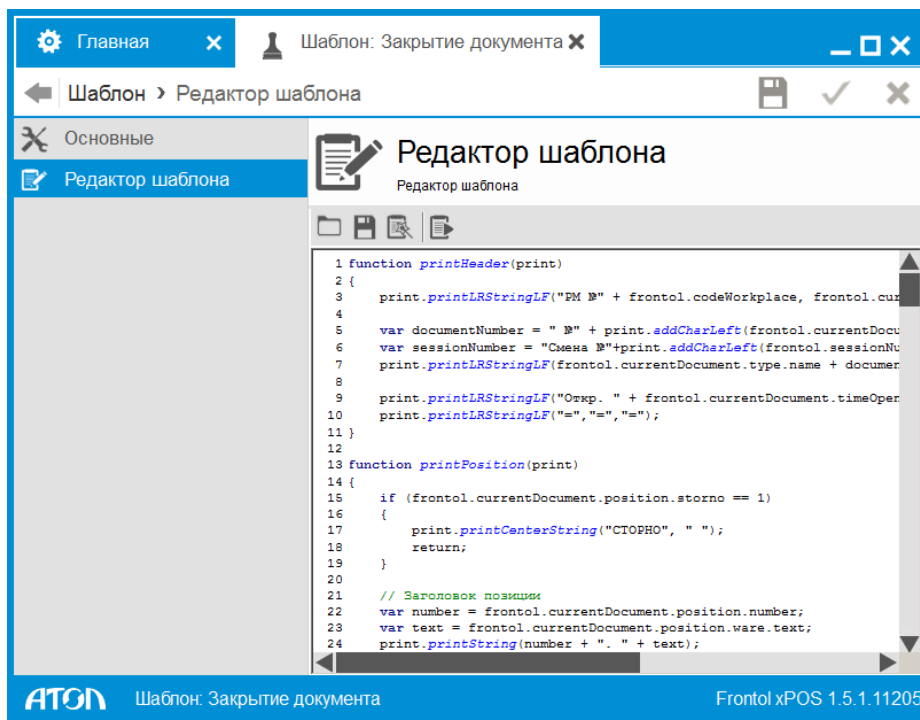 Главная
Шаблон: Закрытие документа
Шаблон › Редактор шаблона
Основные
Редактор шаблона
Редактор шаблона
Редактор шаблона
1 function printHeader(print)
2 {
3 print.printLRStringLF("РМ №" + frontol.codeWorkplace, frontol.cur
4
5 var documentNumber = " №" + print.addCharLeft(frontol.currentDocu
6 var sessionNumber = "Смена №"+print.addCharLeft(frontol.sessionNu
7 print.printLRStringLF(frontol.currentDocument.type.name + documen
8
9 print.printLRStringLF("Откр. " + frontol.currentDocument.timeOpen
10 print.printLRStringLF("=","=","=");
11 }
12
13 function printPosition(print)
14 {
15 if (frontol.currentDocument.position.storno == 1)
16 {
17 print.printCenterString("СТОРНО", " ");
18 return;
19 }
20
21 // Заголовок позиции
22 var number = frontol.currentDocument.position.number;
23 var text = frontol.currentDocument.position.ware.text;
24 print.printString(number + ". " + text);
АТОЛ Шаблон: Закрытие документа Frontol xPOS 1.5.1.11205